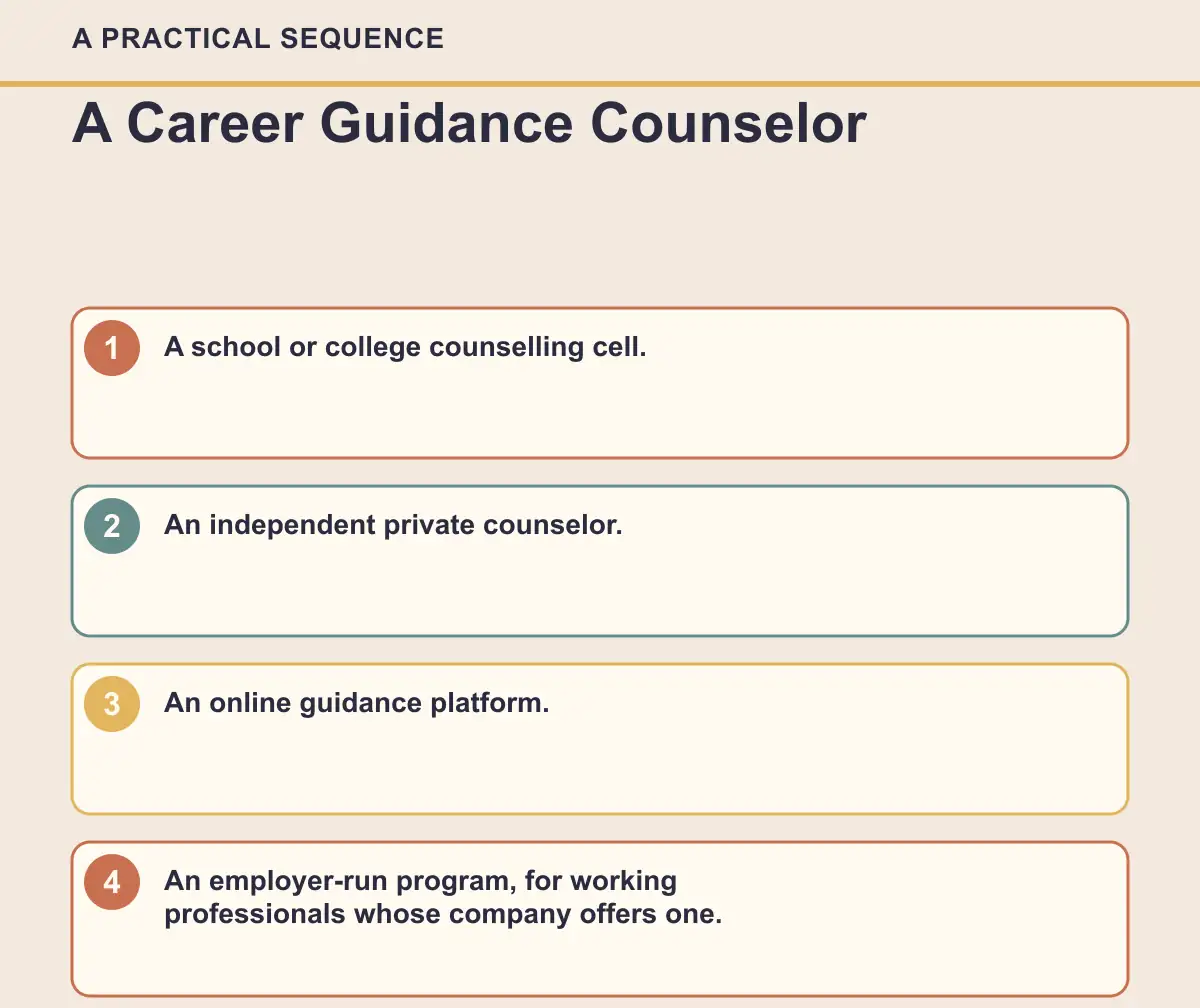 A PRACTICAL SEQUENCE
A Career Guidance Counselor
1
A school or college counselling cell.
2
An independent private counselor.
3
An online guidance platform.
4
An employer-run program, for working
professionals whose company offers one.